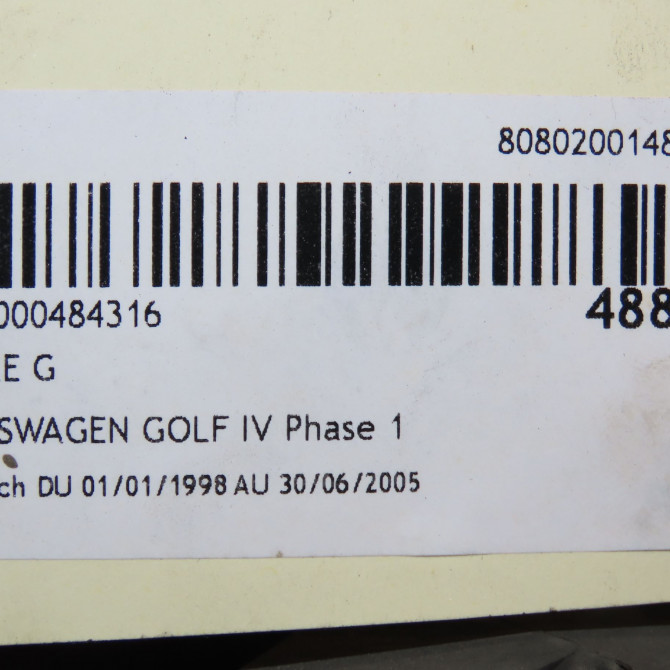 8080200148
000484316
488
E G
SWAGEN GOLF IV Phase 1
ch DU 01/01/1998 AU 30/06/2005